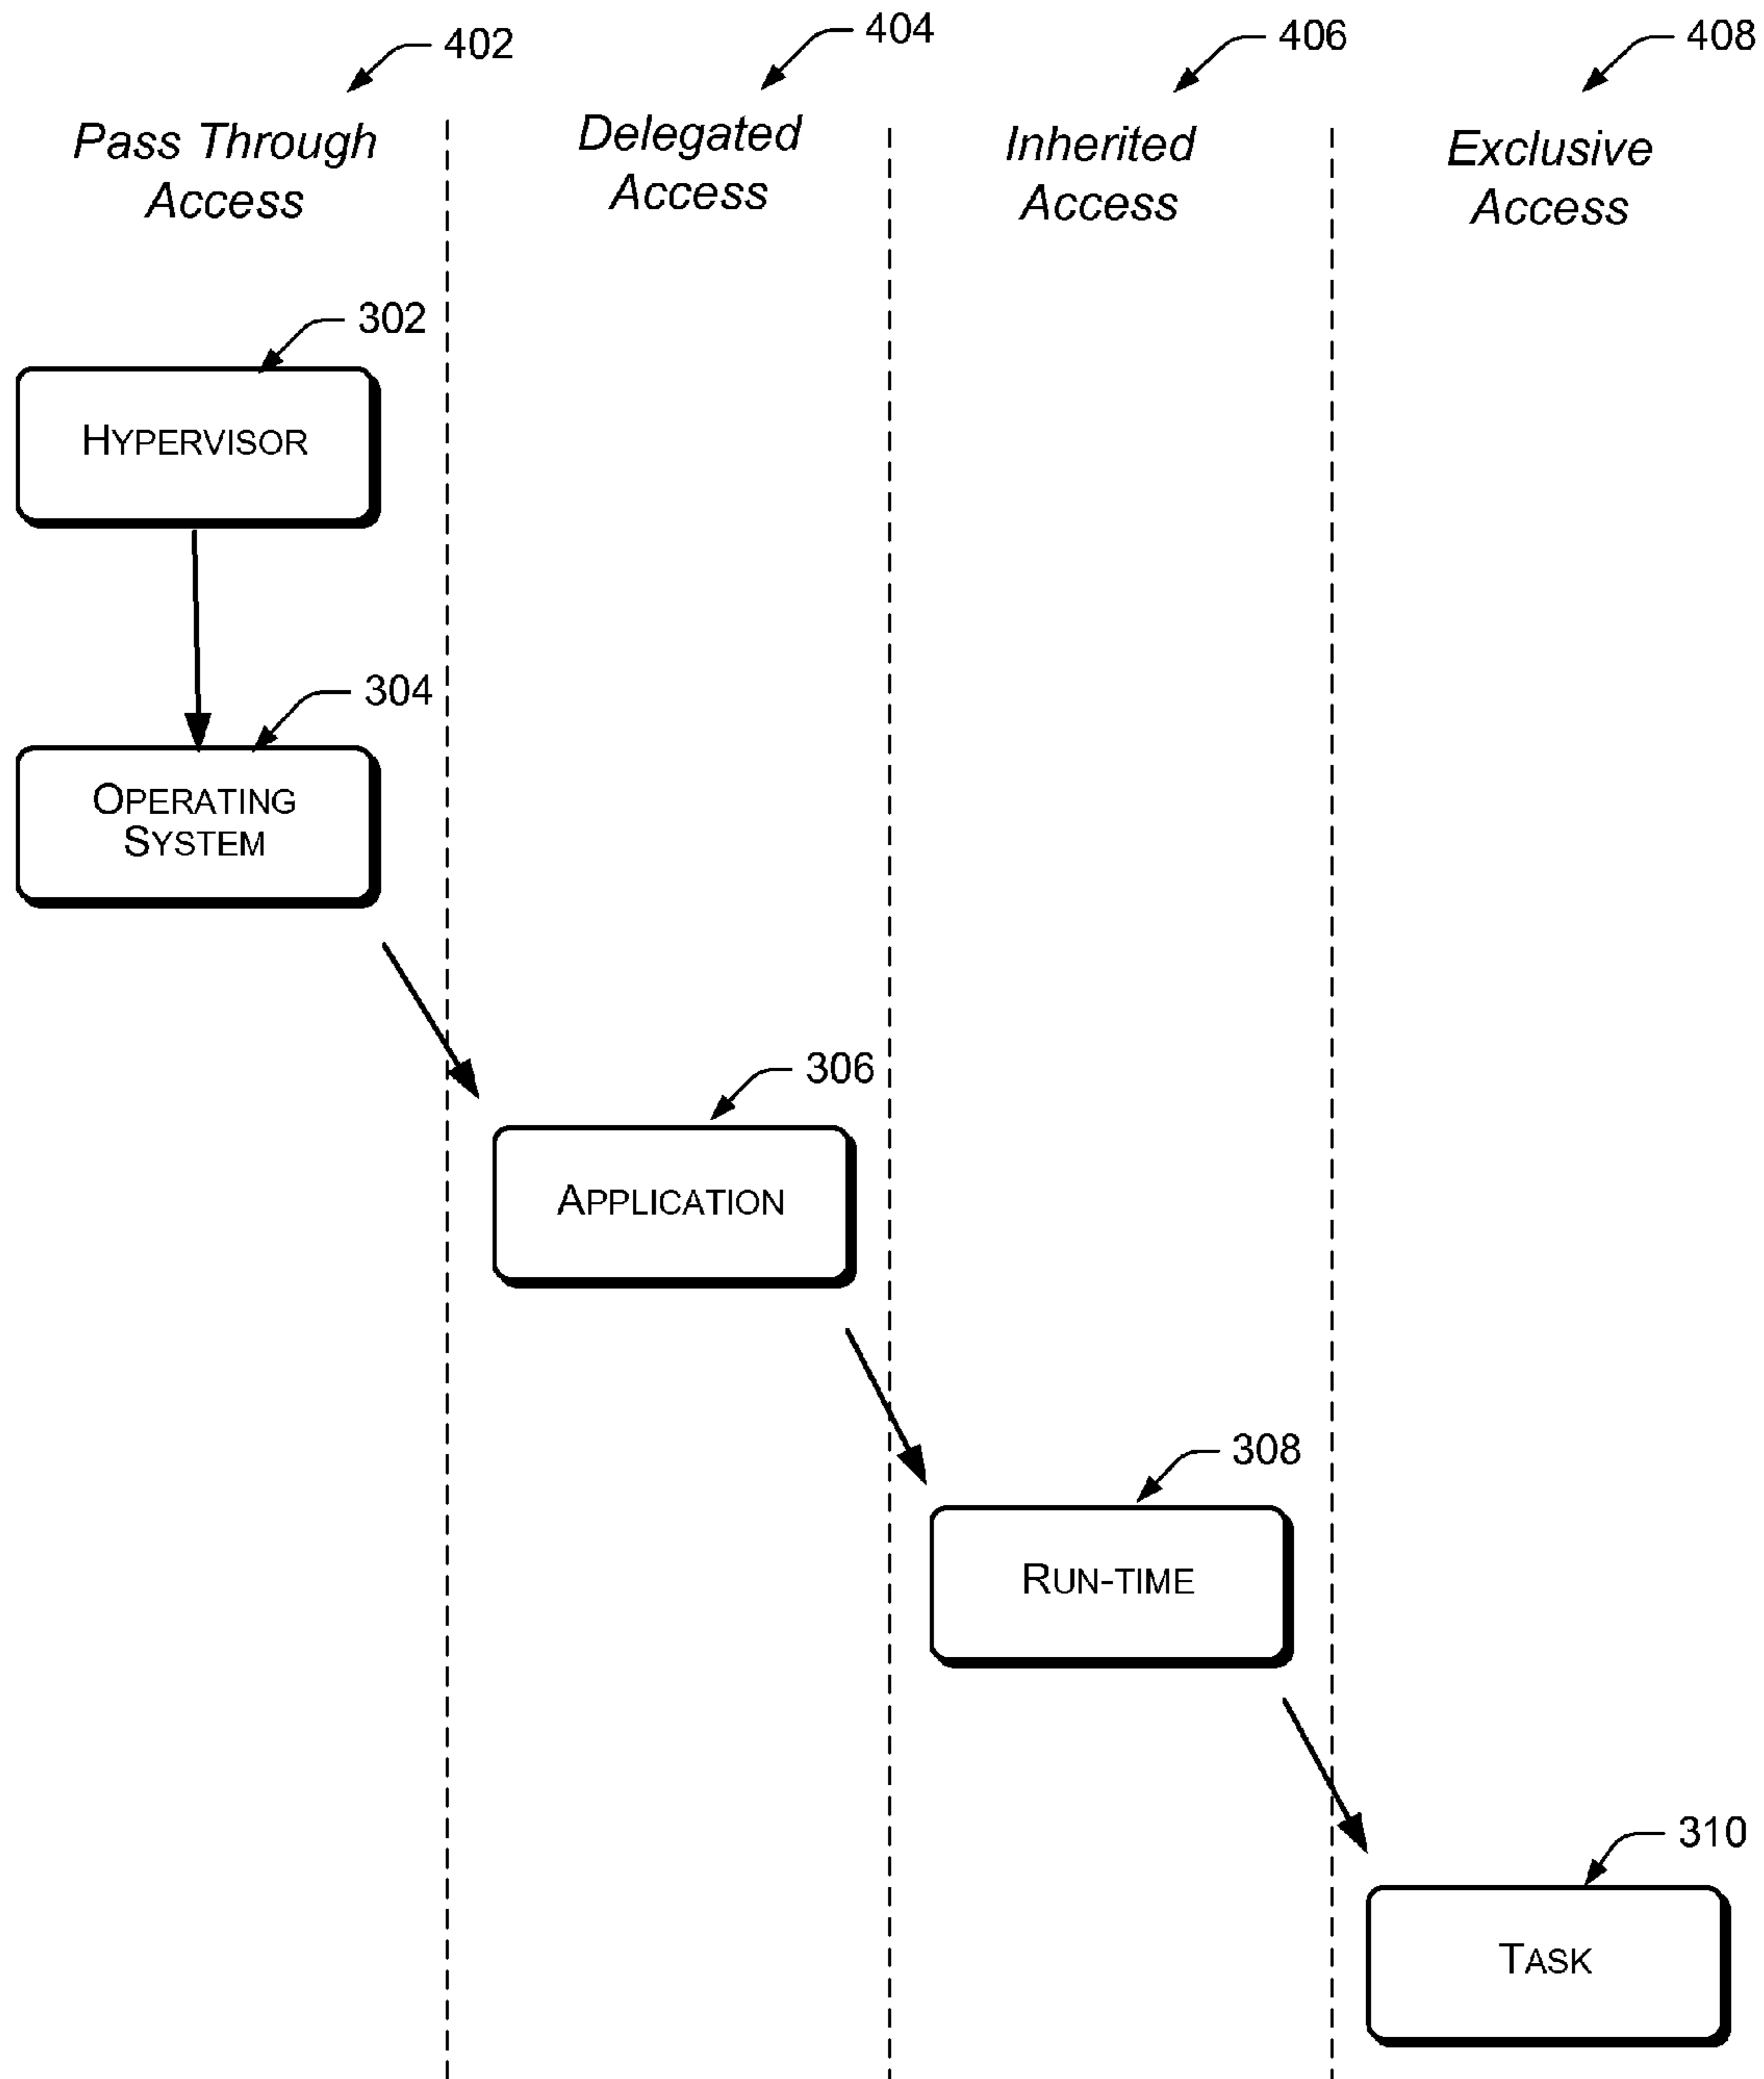 402
404
406
408
Pass Through
Access
Delegated
Access
Inherited
Access
Exclusive
Access
302
HYPERVISOR
304
OPERATING
SYSTEM
306
APPLICATION
308
RUN-TIME
310
TASK